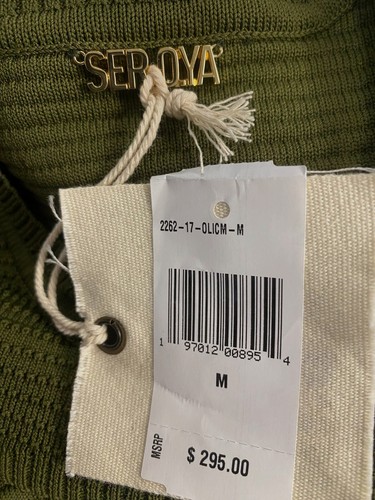 SER.O.YA
2262-17-OLICM-M
1 97012 00895 4
M
MSRP
$ 295.00